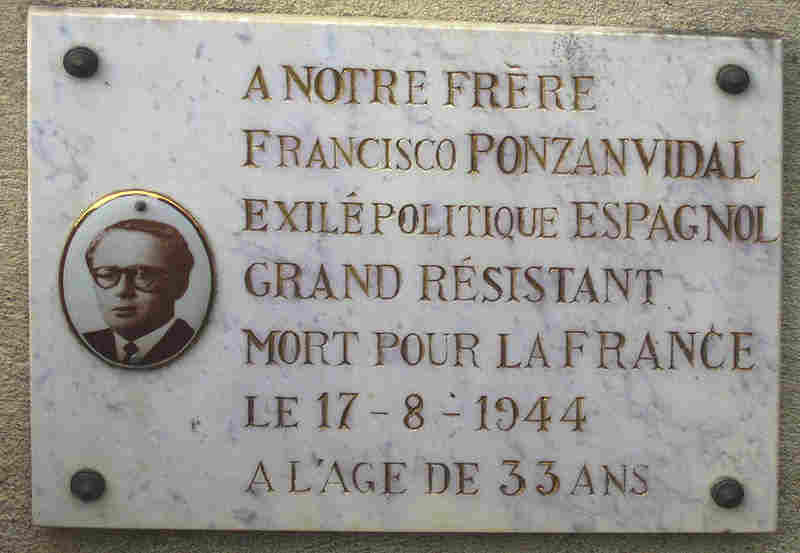 A NOTRE FRÈRE
FRANCISCO PONZAN VIDAL
EXILÉ POLITIQUE ESPAGNOL
GRAND RÉSISTANT
MORT POUR LA FRANCE
LE 17-8-1944
A L'AGE DE 33 ANS